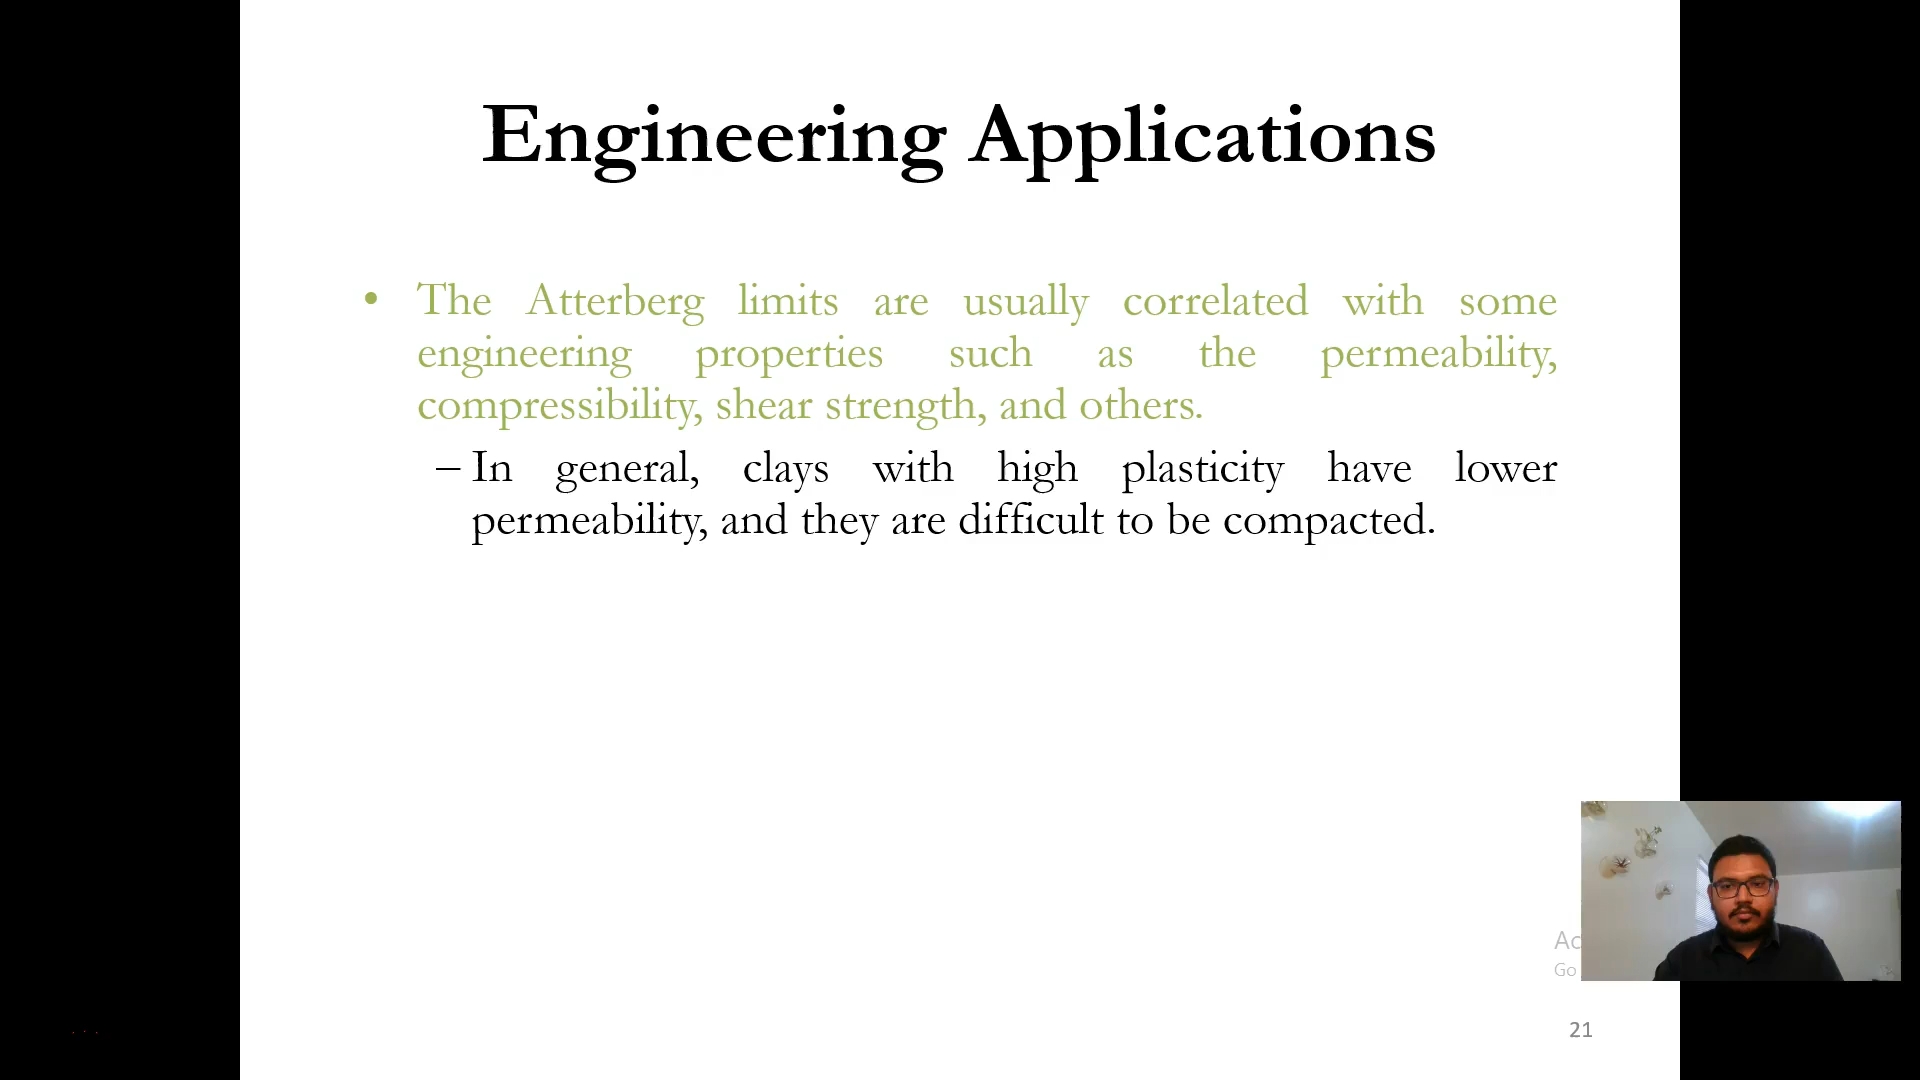 Engineering Applications
• The Atterberg limits are usually correlated with some
engineering properties such as the permeability,
compressibility, shear strength, and others.
– In general, clays with high plasticity have lower
permeability, and they are difficult to be compacted.
Ac
Go
21